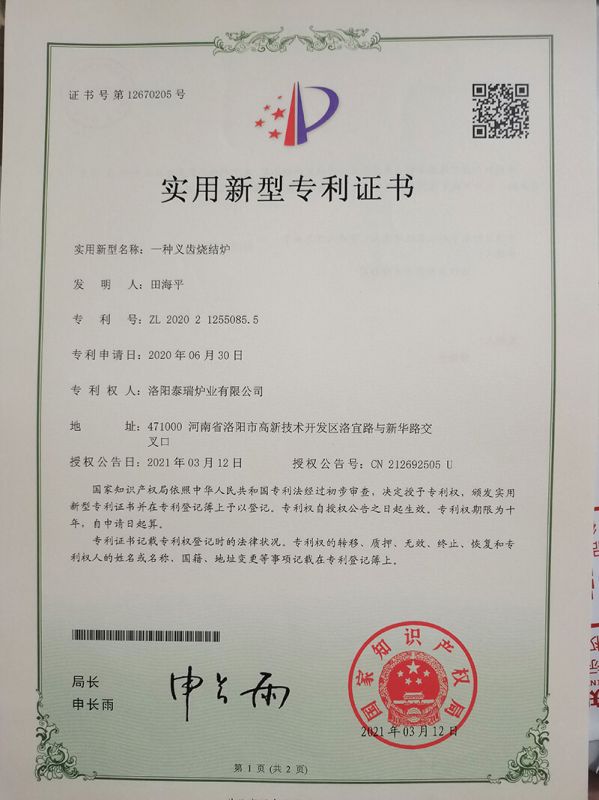 证书号第12670205号
实用新型专利证书
实用新型名称：一种义齿烧结炉
发 明 人：田海平
专 利 号：ZL 2020 2 1255085.5
专利申请日：2020年06月30日
专 利 权 人：洛阳泰瑞炉业有限公司
地 址：471000 河南省洛阳市高新技术开发区洛宜路与新华路交
叉口
授权公告日：2021年03月12日 授权公告号：CN 212692505 U
国家知识产权局依照中华人民共和国专利法经过初步审查，决定授予专利权，颁发实用
新型专利证书并在专利登记簿上予以登记。专利权自授权公告之日起生效。专利权期限为十
年，自申请日起算。
专利证书记载专利权登记时的法律状况。专利权的转移、质押、无效、终止、恢复和专
利权人的姓名或名称、国籍、地址变更等事项记载在专利登记簿上。
局长
申长雨
申长雨
国家知识产权局
2021年03月12日
第1页(共2页)